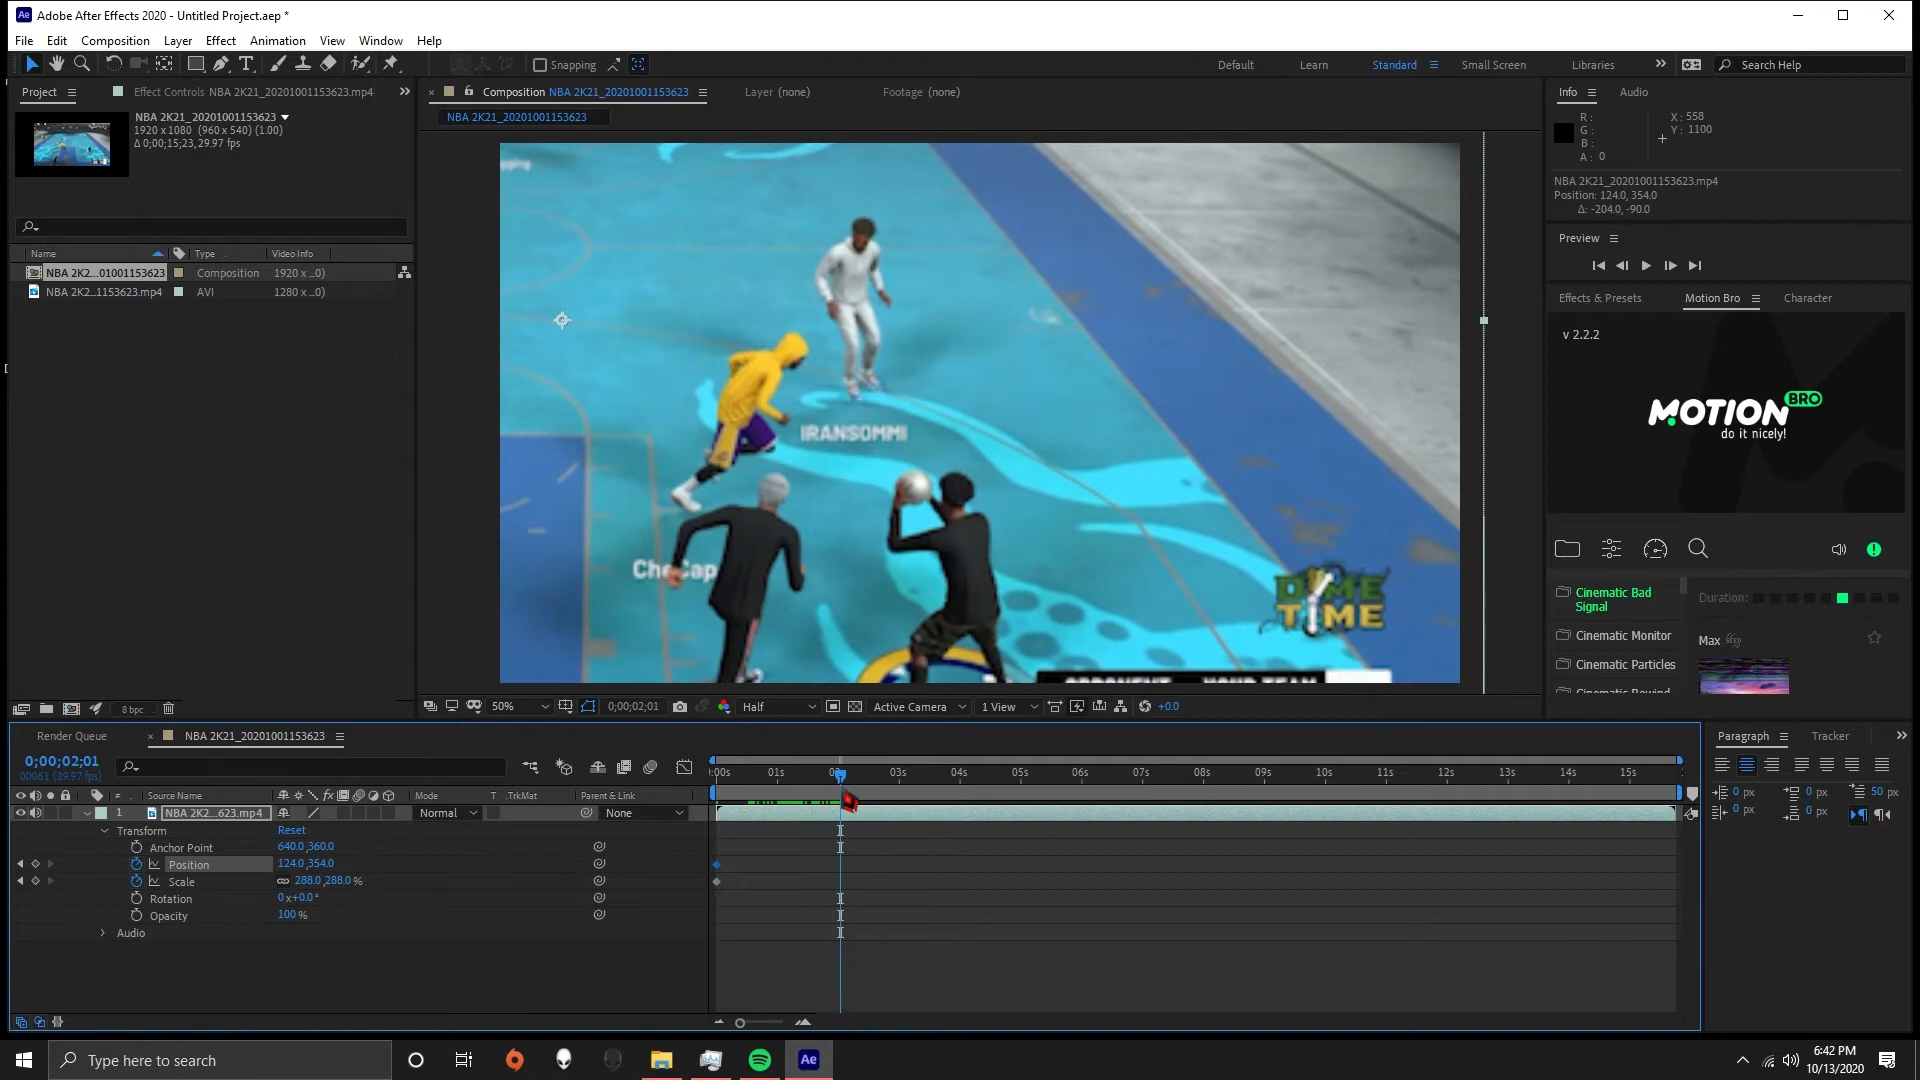 Adobe After Effects 2020 - Untitled Project.aep *
File Edit Composition Layer Effect Animation View Window Help
Snapping Default Learn Standard Small Screen Libraries Search Help
Project Effect Controls NBA 2K21_20201001153623.mp4
Composition NBA 2K21_20201001153623 Layer (none) Footage (none)
Info Audio
NBA 2K21_20201001153623
1920 x 1080 (960 x 540) (1.00)
Δ 0;00;15;23, 29.97 fps
NBA 2K21_20201001153623
R :
G :
B :
A : 0
X : 558
Y : 1100
NBA 2K21_20201001153623.mp4
Position: 124.0, 354.0
Δ: -204.0, -90.0
Preview
Name Type Video Info
NBA 2K2...01001153623 Composition 1920 x ...0)
NBA 2K2...1153623.mp4 AVI 1280 x ...0)
Effects & Presets Motion Bro Character
v 2.2.2
MOTION BRO
do it nicely!
Cinematic Bad Signal
Cinematic Monitor
Cinematic Particles
Cinematic Rewind
Duration:
Max
IRANSOMMI
DIME
TIME
OPPONENT YOUR TEAM
8 bpc
50% 0;00;02;01 Half Active Camera 1 View +0.0
Render Queue NBA 2K21_20201001153623
0;00;02;01
00061 (29.97 fps)
:00s 01s 03s 04s 05s 06s 07s 08s 09s 10s 11s 12s 13s 14s 15s
# Source Name Mode T .TrkMat Parent & Link
1 NBA 2K2...623.mp4 Normal None
Transform Reset
Anchor Point 640.0,360.0
Position 124.0,354.0
Scale 288.0,288.0 %
Rotation 0 x+0.0 °
Opacity 100 %
Audio
Paragraph Tracker
0 px 0 px 50 px
0 px 0 px
Type here to search
Ae
6:42 PM
10/13/2020